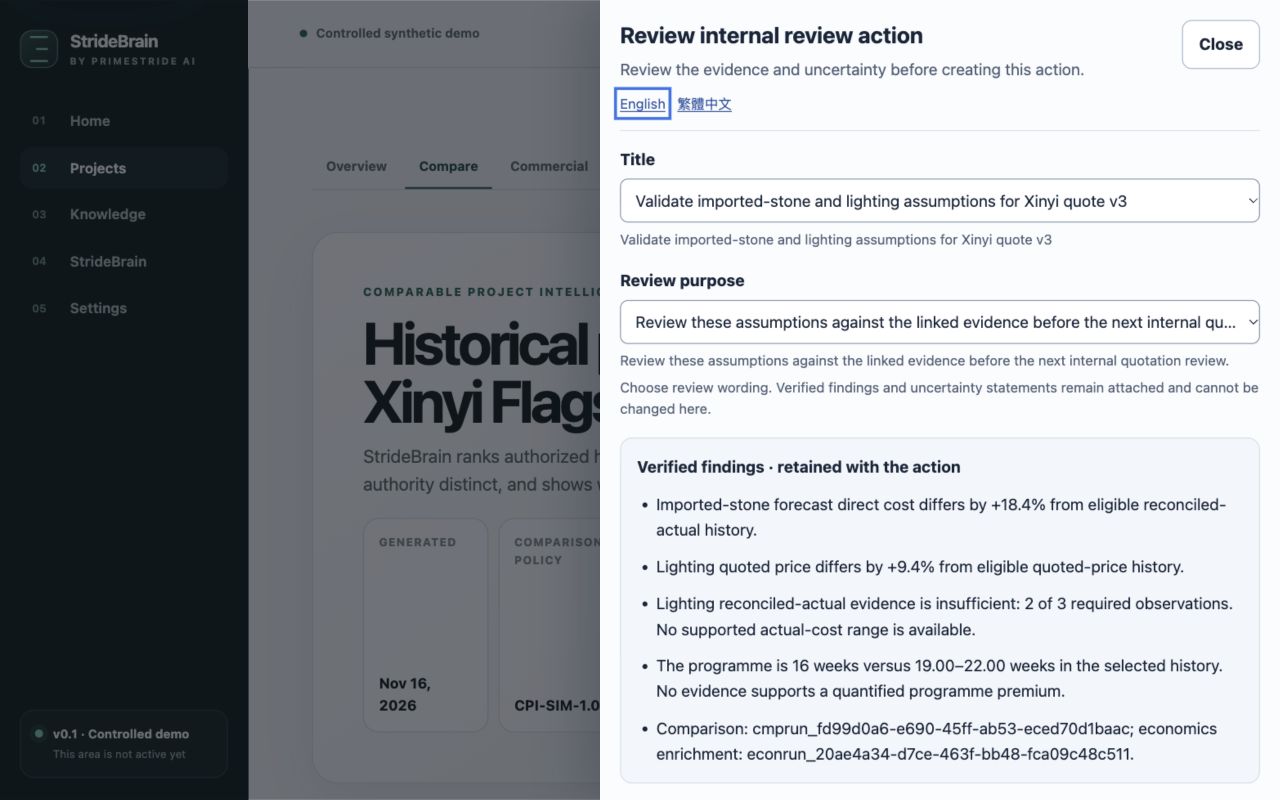 StrideBrain
BY PRIMESTRIDE AI
01 Home
02 Projects
03 Knowledge
04 StrideBrain
05 Settings
v0.1 · Controlled demo
This area is not active yet
Controlled synthetic demo
Overview Compare Commercial
COMPARABLE PROJECT
Historical
Xinyi
StrideBrain ranks authorized
authority distinct, and shows
GENERATED
Nov 16,
2026
COMPARISON
POLICY
CPI-SIM-1.0
Review internal review action
Close
Review the evidence and uncertainty before creating this action.
English 繁體中文
Title
Validate imported-stone and lighting assumptions for Xinyi quote v3
Validate imported-stone and lighting assumptions for Xinyi quote v3
Review purpose
Review these assumptions against the linked evidence before the next internal qu...
Review these assumptions against the linked evidence before the next internal quotation review.
Choose review wording. Verified findings and uncertainty statements remain attached and cannot be
changed here.
Verified findings · retained with the action
• Imported-stone forecast direct cost differs by +18.4% from eligible reconciled-
actual history.
• Lighting quoted price differs by +9.4% from eligible quoted-price history.
• Lighting reconciled-actual evidence is insufficient: 2 of 3 required observations.
No supported actual-cost range is available.
• The programme is 16 weeks versus 19.00–22.00 weeks in the selected history.
No evidence supports a quantified programme premium.
• Comparison: cmprun_fd99d0a6-e690-45ff-ab53-eced70d1baac; economics
enrichment: econrun_20ae4a34-d7ce-463f-bb48-fca09c48c511.